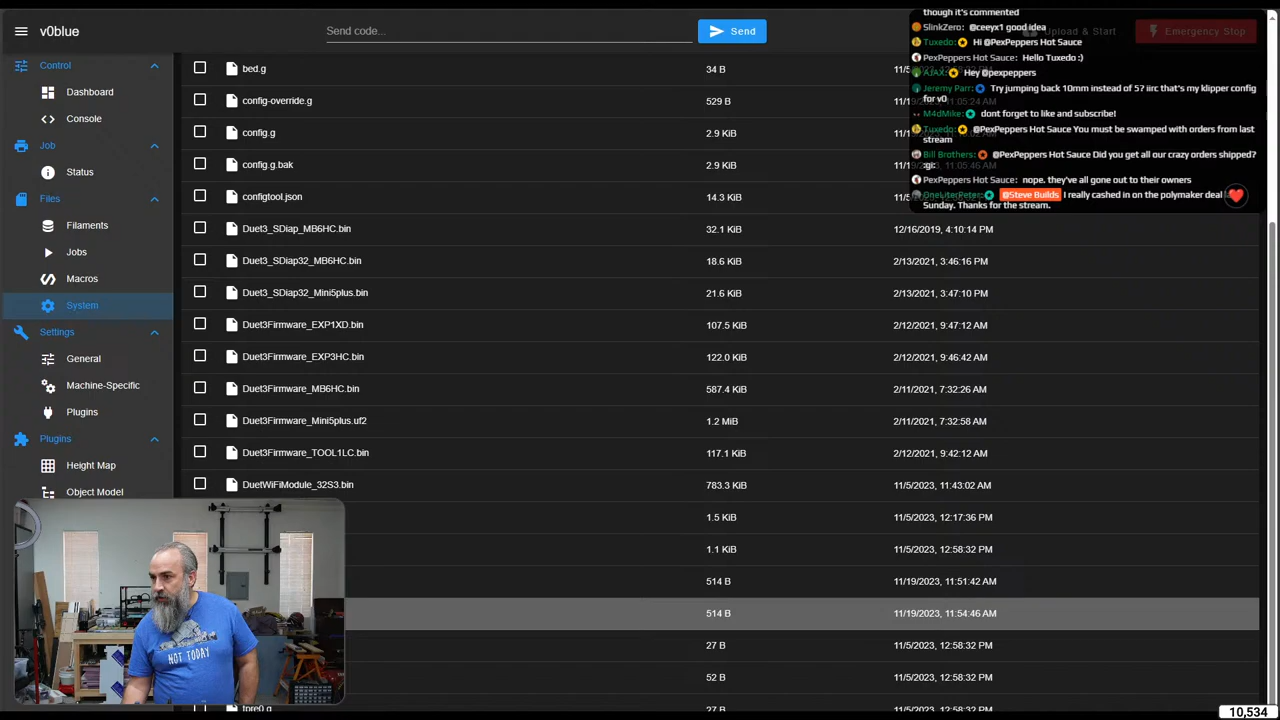 v0blue
Send code...
Send
Upload & Start
Emergency Stop
though it's commented
SlinkZero: @ceeyx1 good idea
Tuxedo: Hi @PexPeppers Hot Sauce
PexPeppers Hot Sauce: Hello Tuxedo :)
AJAX: Hey @pexpeppers
Jeremy Parr: Try jumping back 10mm instead of 5? iirc that's my klipper config
for v0
M4dMike: dont forget to like and subscribe!
Tuxedo: @PexPeppers Hot Sauce You must be swamped with orders from last
stream
Bill Brothers: @PexPeppers Hot Sauce Did you get all our crazy orders shipped?
:gi:
PexPeppers Hot Sauce: nope. they've all gone out to their owners
OneLiterPeter: @Steve Builds I really cashed in on the polymaker deal
Sunday. Thanks for the stream.
Control
Dashboard
Console
Job
Status
Files
Filaments
Jobs
Macros
System
Settings
General
Machine-Specific
Plugins
Plugins
Height Map
Object Model
bed.g 34 B
config-override.g 529 B
config.g 2.9 KiB
config.g.bak 2.9 KiB
configtool.json 14.3 KiB
Duet3_SDiap_MB6HC.bin 32.1 KiB 12/16/2019, 4:10:14 PM
Duet3_SDiap32_MB6HC.bin 18.6 KiB 2/13/2021, 3:46:16 PM
Duet3_SDiap32_Mini5plus.bin 21.6 KiB 2/13/2021, 3:47:10 PM
Duet3Firmware_EXP1XD.bin 107.5 KiB 2/12/2021, 9:47:12 AM
Duet3Firmware_EXP3HC.bin 122.0 KiB 2/12/2021, 9:46:42 AM
Duet3Firmware_MB6HC.bin 587.4 KiB 2/11/2021, 7:32:26 AM
Duet3Firmware_Mini5plus.uf2 1.2 MiB 2/11/2021, 7:32:58 AM
Duet3Firmware_TOOL1LC.bin 117.1 KiB 2/12/2021, 9:42:12 AM
DuetWiFiModule_32S3.bin 783.3 KiB 11/5/2023, 11:43:02 AM
1.5 KiB 11/5/2023, 12:17:36 PM
1.1 KiB 11/5/2023, 12:58:32 PM
514 B 11/19/2023, 11:51:42 AM
514 B 11/19/2023, 11:54:46 AM
27 B 11/5/2023, 12:58:32 PM
52 B 11/5/2023, 12:58:32 PM
tpre0.g 27 B
NOT TODAY
10,534